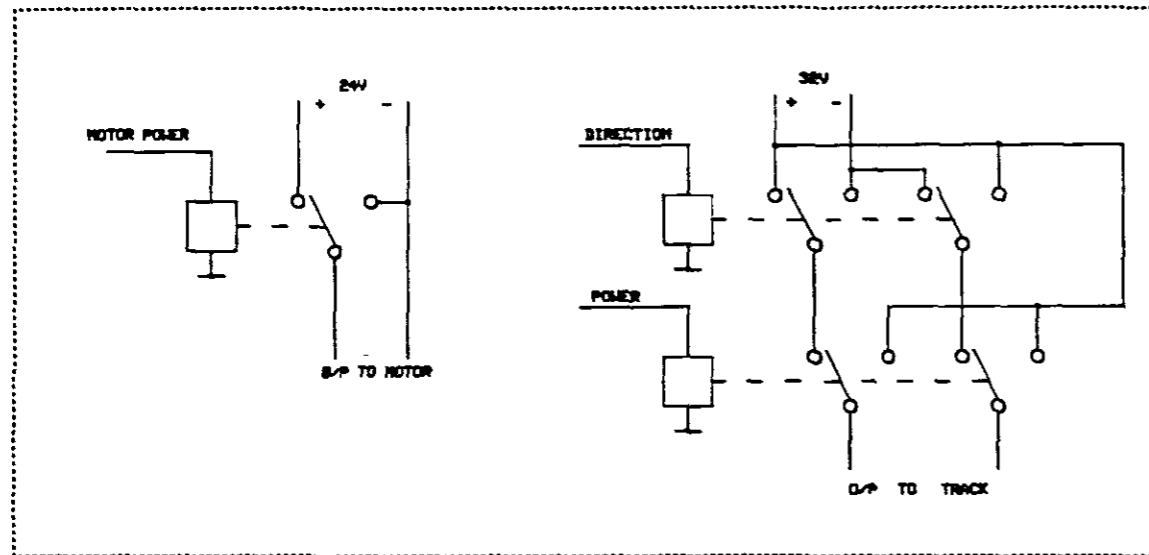 24V
+ -
MOTOR POWER
O/P TO MOTOR
32V
+ -
DIRECTION
POWER
O/P TO TRACK